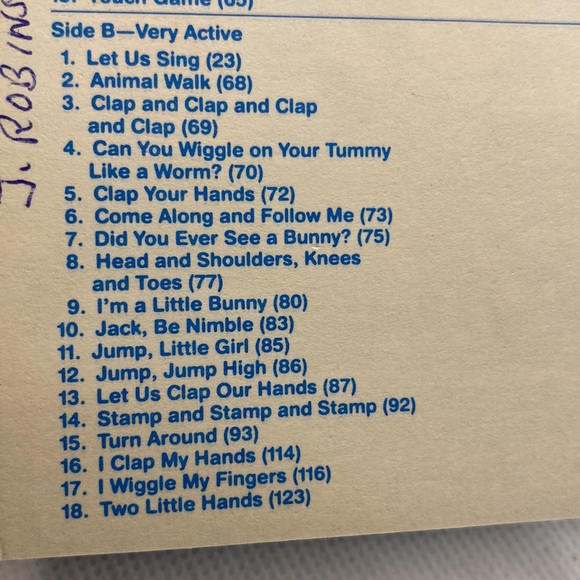 Touch Game (65)
Side B—Very Active
1. Let Us Sing (23)
2. Animal Walk (68)
3. Clap and Clap and Clap
and Clap (69)
4. Can You Wiggle on Your Tummy
Like a Worm? (70)
5. Clap Your Hands (72)
6. Come Along and Follow Me (73)
7. Did You Ever See a Bunny? (75)
8. Head and Shoulders, Knees
and Toes (77)
9. I'm a Little Bunny (80)
10. Jack, Be Nimble (83)
11. Jump, Little Girl (85)
12. Jump, Jump High (86)
13. Let Us Clap Our Hands (87)
14. Stamp and Stamp and Stamp (92)
15. Turn Around (93)
16. I Clap My Hands (114)
17. I Wiggle My Fingers (116)
18. Two Little Hands (123)
J. ROBINS